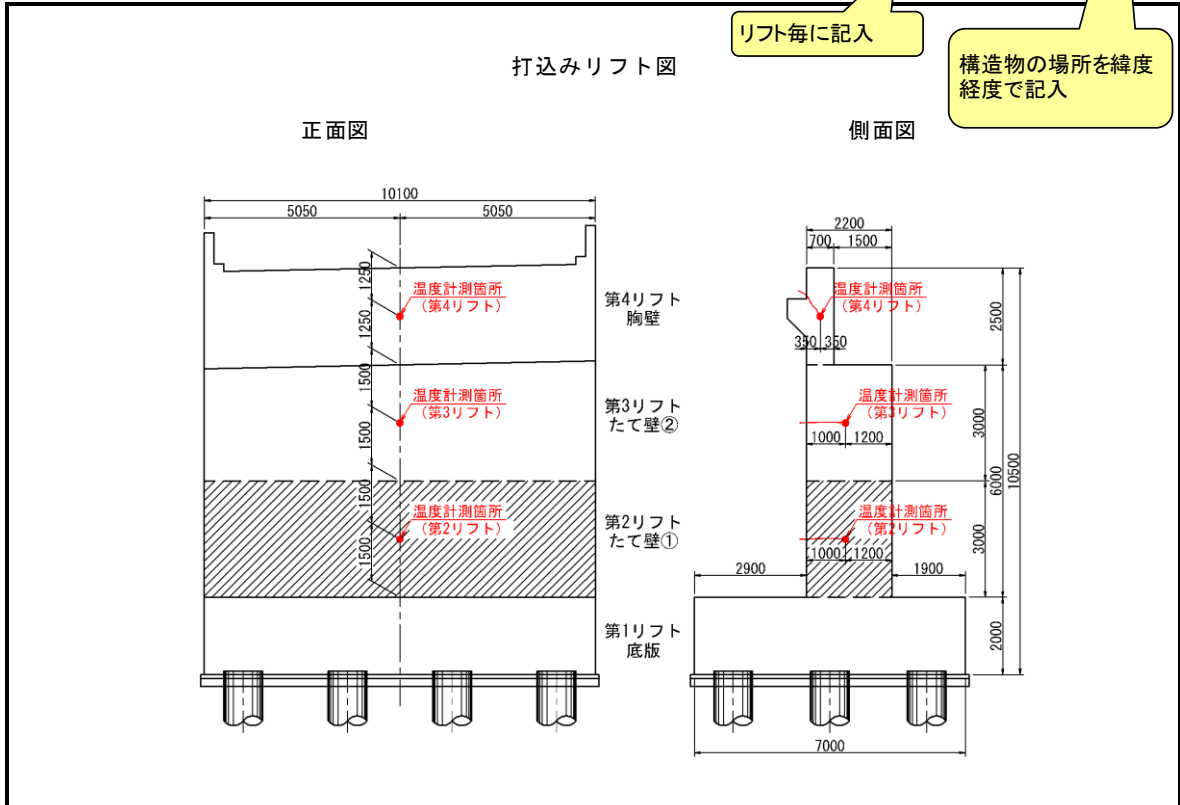 リフト毎に記入
構造物の場所を緯度
経度で記入
打込みリフト図
正面図
側面図
10100
5050
5050
1250
1250
1500
1500
1500
1500
温度計測箇所
(第4リフト)
温度計測箇所
(第3リフト)
温度計測箇所
(第2リフト)
第4リフト
胸壁
第3リフト
たて壁②
第2リフト
たて壁①
第1リフト
底版
2200
700
1500
温度計測箇所
(第4リフト)
350
350
温度計測箇所
(第3リフト)
1000
1200
温度計測箇所
(第2リフト)
1000
1200
2900
1900
2500
3000
3000
6000
10500
2000
7000